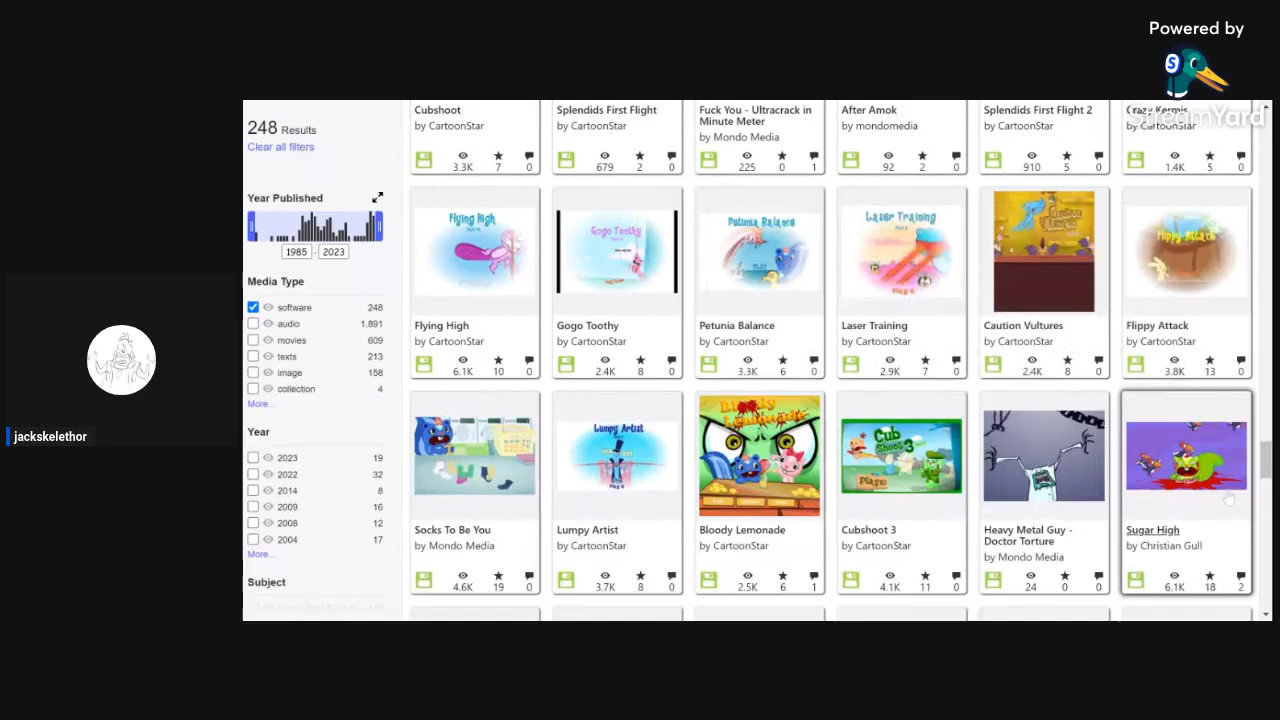 Powered by
StreamYard
248 Results
Clear all filters
Year Published
1985 - 2023
Media Type
software 248
audio 1,891
movies 609
texts 213
image 158
collection 4
More...
Year
2023 19
2022 32
2014 8
2009 16
2008 12
2004 17
More...
Subject
Cubshoot
by CartoonStar
3.3K 7 0
Splendids First Flight
by CartoonStar
679 2 0
Fuck You - Ultracrack in
Minute Meter
by Mondo Media
225 0 1
After Amok
by mondomedia
92 2 0
Splendids First Flight 2
by CartoonStar
910 5 0
Crazy Kermis
by CartoonStar
1.4K 5 0
Flying High
Flying High
by CartoonStar
6.1K 10 0
Gogo Toothy
Gogo Toothy
by CartoonStar
2.4K 8 0
Petunia Balance
PLAY
Petunia Balance
by CartoonStar
3.3K 6 0
Laser Training
Play
Laser Training
by CartoonStar
2.9K 7 0
Caution
Vultures
Caution Vultures
by CartoonStar
2.4K 8 0
Flippy Attack
Flippy Attack
by CartoonStar
3.8K 13 0
Socks To Be You
by Mondo Media
4.6K 19 0
Lumpy Artist
Lumpy Artist
by CartoonStar
3.7K 8 0
Bloody Lemonade
Bloody Lemonade
by CartoonStar
2.5K 6 1
Cub
Shoot 3
Play
Cubshoot 3
by CartoonStar
4.1K 11 0
Heavy Metal Guy -
Doctor Torture
by Mondo Media
24 0 0
Sugar High
by Christian Gull
6.1K 18 2
jackskelethor